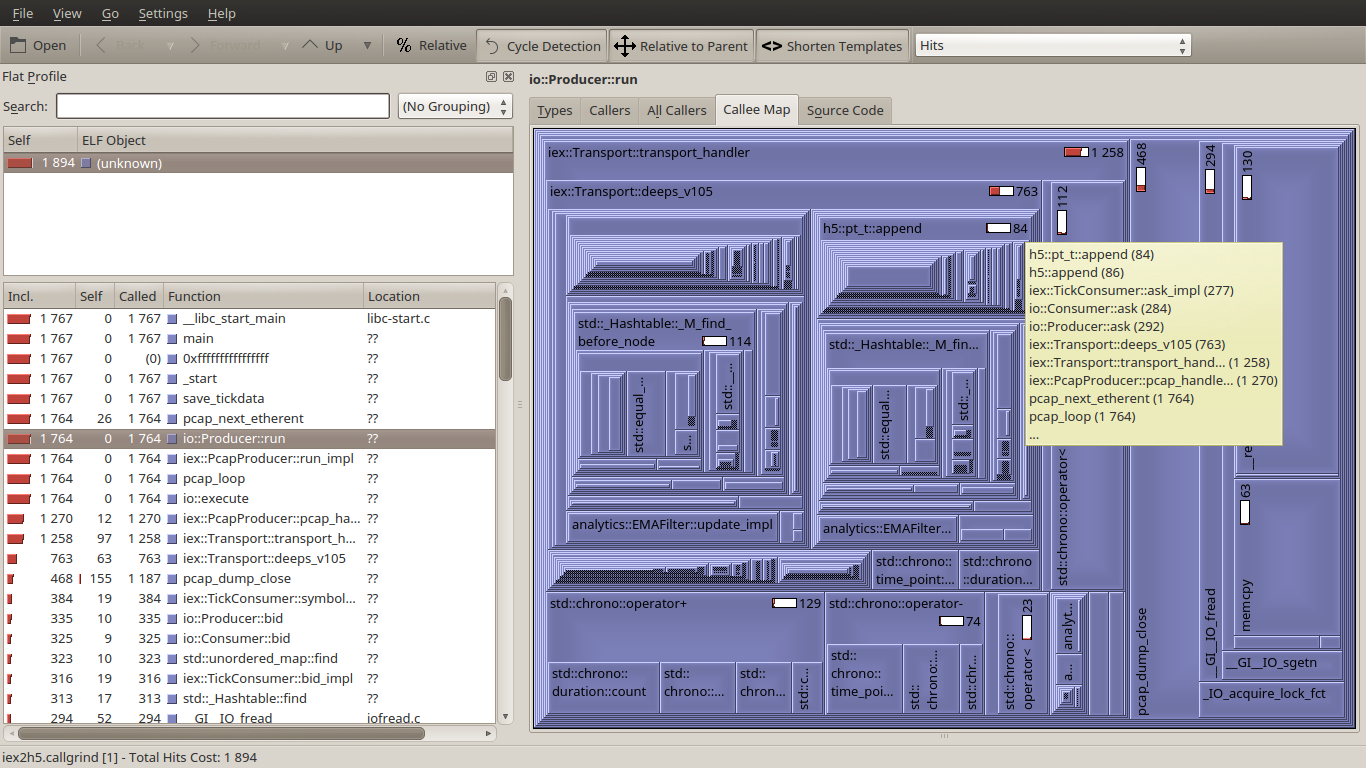 File View Go Settings Help
Open Back Forward Up % Relative Cycle Detection Relative to Parent <> Shorten Templates Hits
Flat Profile
Search: (No Grouping)
Self ELF Object
1 894 (unknown)
Incl. Self Called Function Location
1 767 0 1 767 __libc_start_main libc-start.c
1 767 0 1 767 main ??
1 767 0 (0) 0xffffffffffffffff ??
1 767 0 1 767 _start ??
1 767 0 1 767 save_tickdata ??
1 764 26 1 764 pcap_next_etherent ??
1 764 0 1 764 io::Producer::run ??
1 764 0 1 764 iex::PcapProducer::run_impl ??
1 764 0 1 764 pcap_loop ??
1 764 0 1 764 io::execute ??
1 270 12 1 270 iex::PcapProducer::pcap_ha... ??
1 258 97 1 258 iex::Transport::transport_h... ??
763 63 763 iex::Transport::deeps_v105 ??
468 155 1 187 pcap_dump_close ??
384 19 384 iex::TickConsumer::symbol... ??
335 10 335 io::Producer::bid ??
325 9 325 io::Consumer::bid ??
323 10 323 std::unordered_map::find ??
316 19 316 iex::TickConsumer::bid_impl ??
313 17 313 std::_Hashtable::find ??
294 52 294 __GI__IO_fread iofread.c
iex2h5.callgrind [1] - Total Hits Cost: 1 894
io::Producer::run
Types Callers All Callers Callee Map Source Code
iex::Transport::transport_handler 1 258
iex::Transport::deeps_v105 763
h5::pt_t::append 84
std::_Hashtable::_M_find_
before_node 114
std::equal_...
s...
std::_...
std::_Hashtable::_M_fin...
std::equal...
std::_...
analytics::EMAFilter::update_impl
analytics::EMAFilter...
std::chrono::
time_point:...
std::chrono
::duration...
std::chrono::operator+ 129
std::chrono::
duration::count
std::
chrono::...
std::
chron...
std::c...
std::chrono::operator- 74
std::
chrono::
time_poi...
std::
chrono::...
std::chr...
std::chrono::
operator< 23
analyt...
a...
std::chrono::operator< 112
pcap_dump_close 468
__GI__IO_fread 294
__re 130
memcpy 63
__GI__IO_sgetn
_IO_acquire_lock_fct
h5::pt_t::append (84)
h5::append (86)
iex::TickConsumer::ask_impl (277)
io::Consumer::ask (284)
io::Producer::ask (292)
iex::Transport::deeps_v105 (763)
iex::Transport::transport_hand... (1 258)
iex::PcapProducer::pcap_handle... (1 270)
pcap_next_etherent (1 764)
pcap_loop (1 764)
...